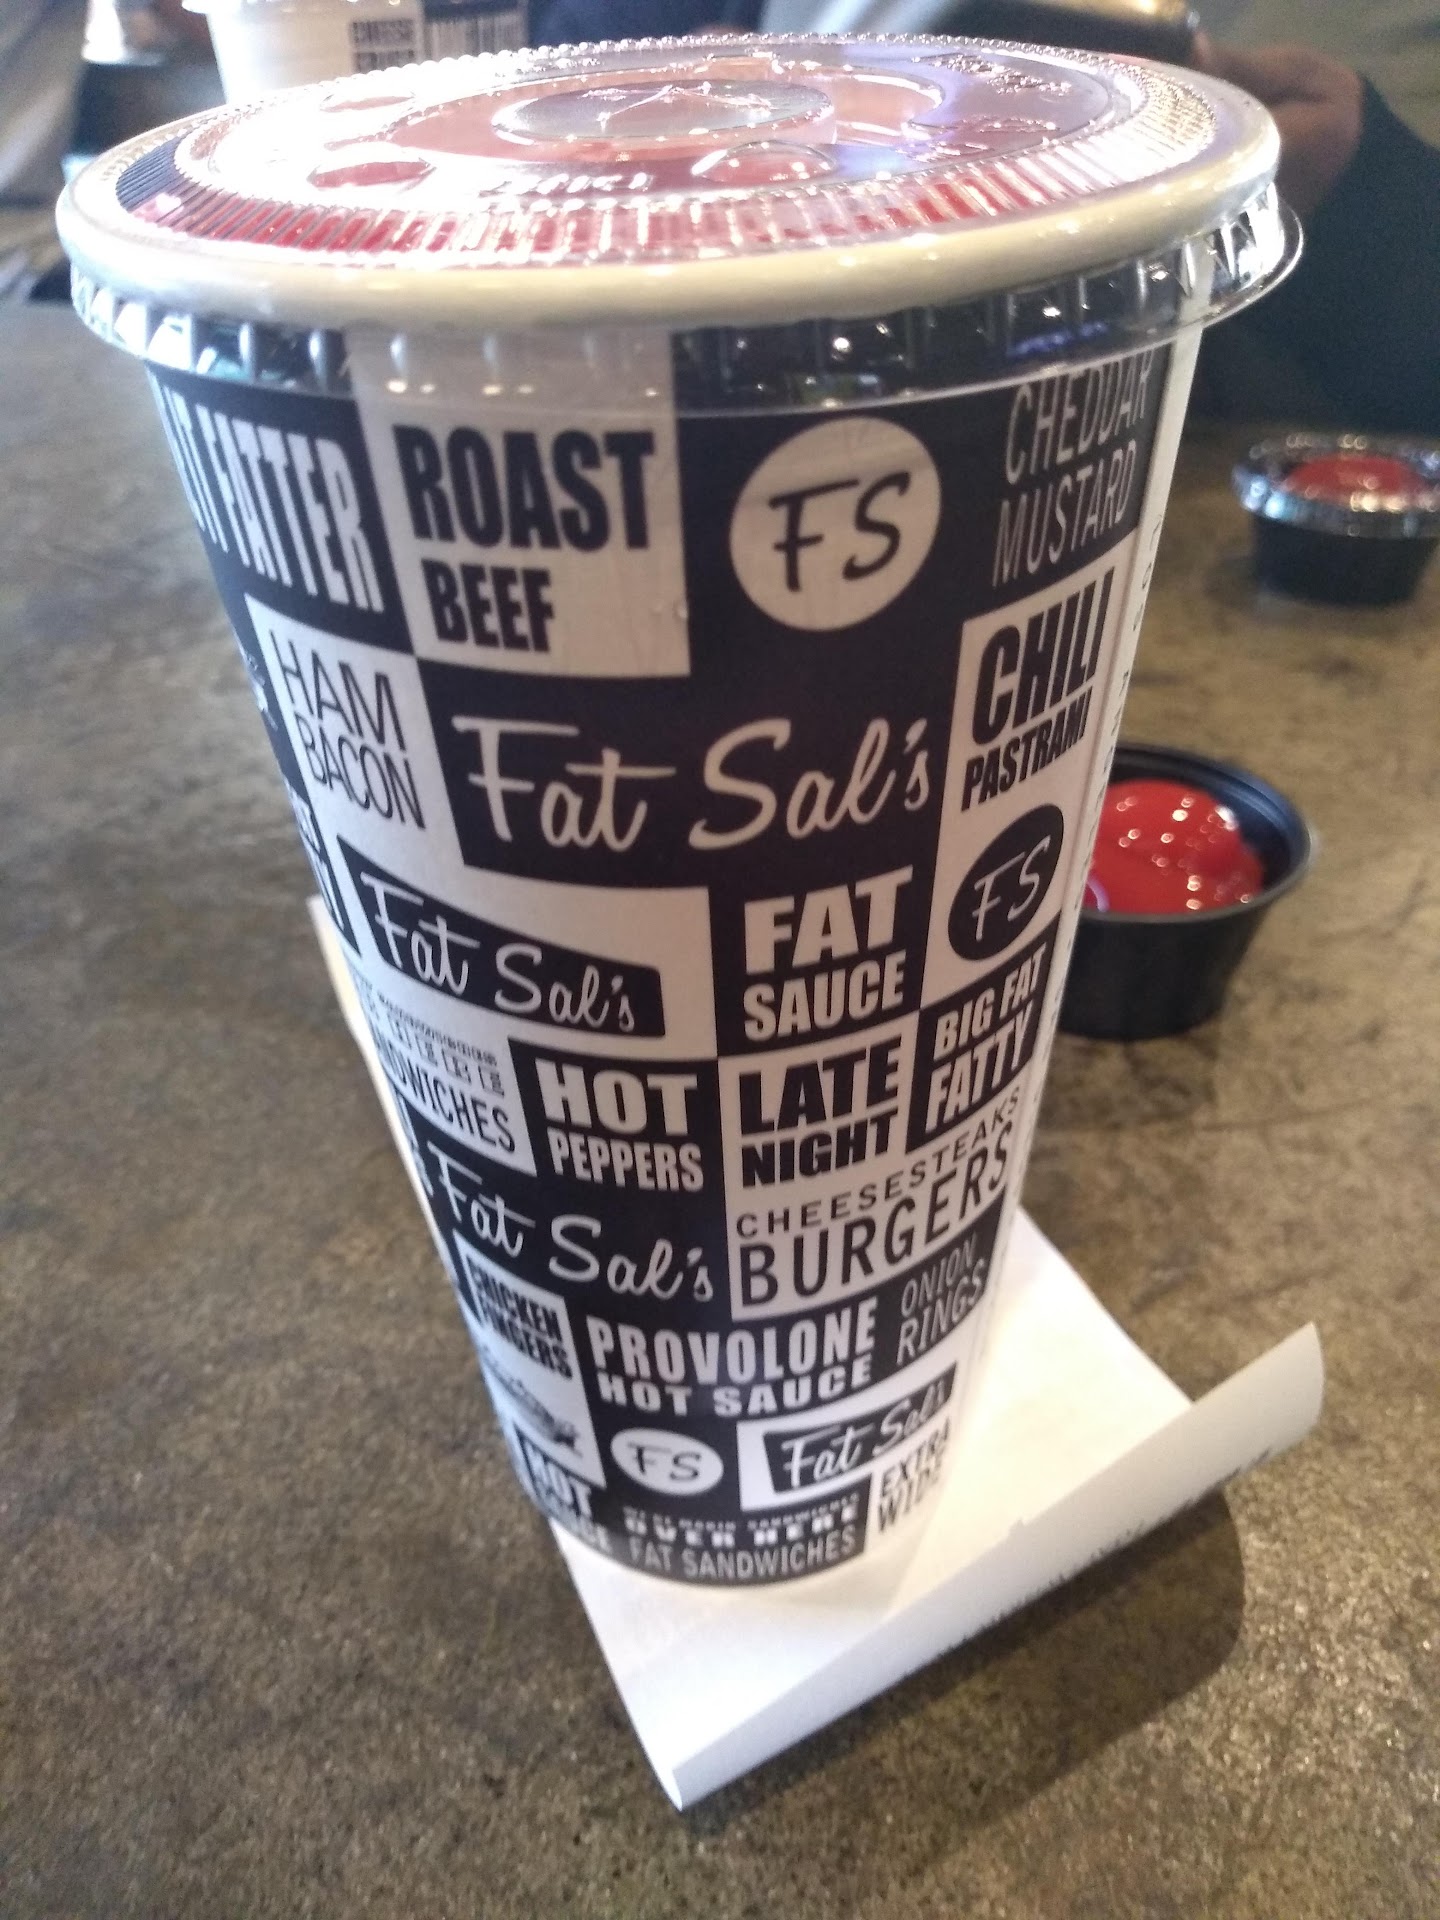 CHEESE
FATTER
ROAST
BEEF
FS
CHEDDAR
MUSTARD
HAM
BACON
Fat Sal's
CHILI
PASTRAMI
Fat Sal's
FAT
SAUCE
FS
BIG FAT
FATTY
HOT
PEPPERS
LATE
NIGHT
CHEESESTEAKS
BURGERS
Fat Sal's
CHICKEN
FINGERS
PROVOLONE
HOT SAUCE
ONION
RINGS
FS
Fat Sal's
EXTRA
WIDE
HOT
OVER HERE
FAT SANDWICHES